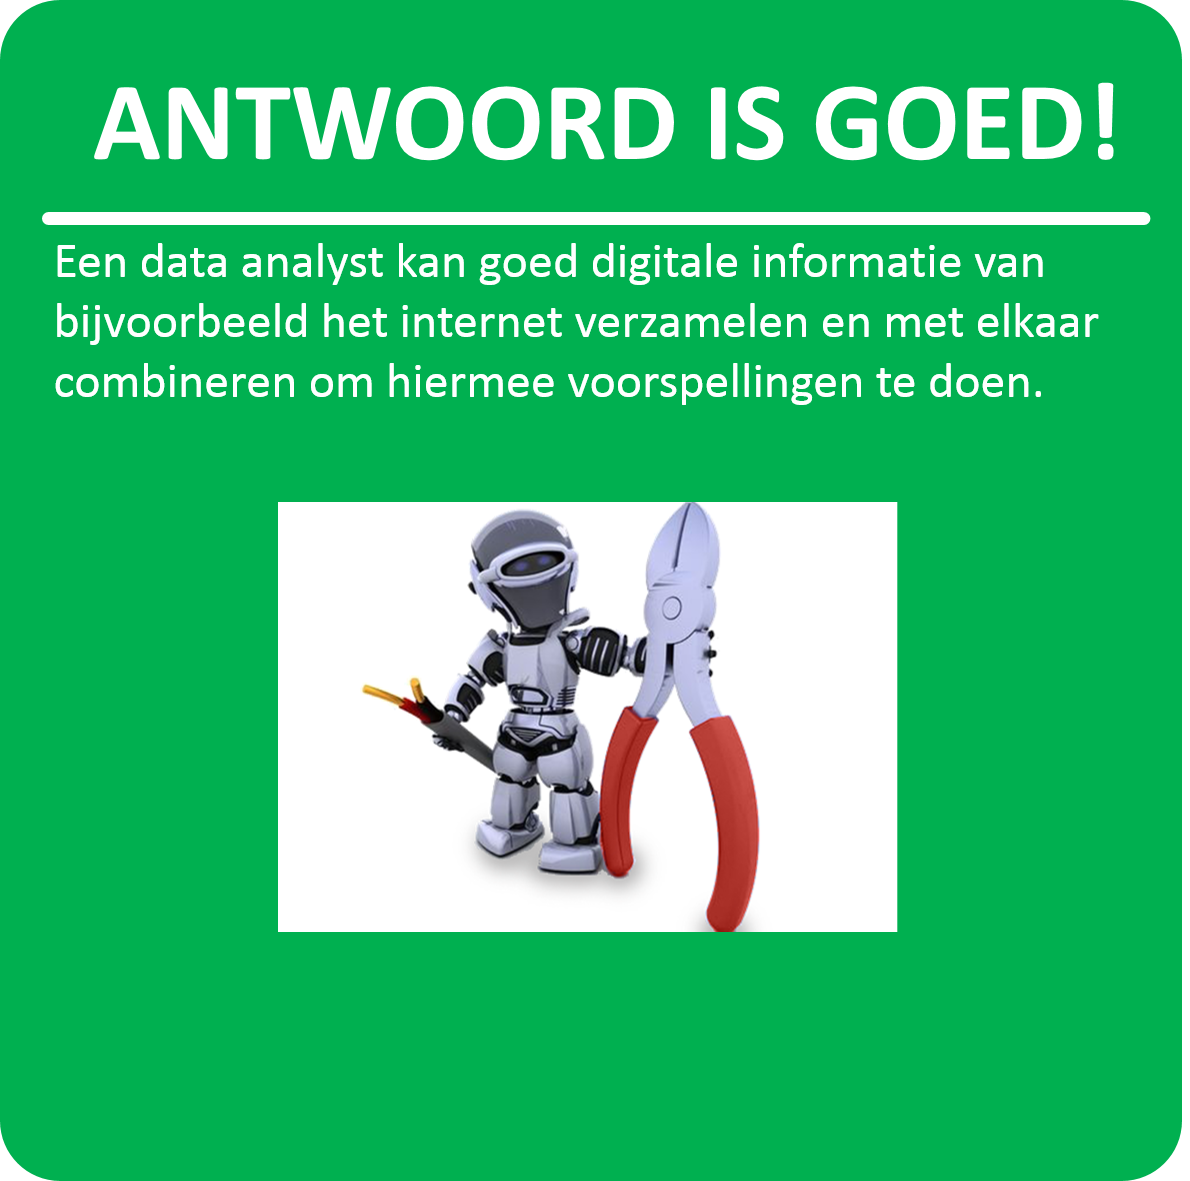 ANTWOORD IS GOED!
Een data analyst kan goed digitale informatie van
bijvoorbeeld het internet verzamelen en met elkaar
combineren om hiermee voorspellingen te doen.